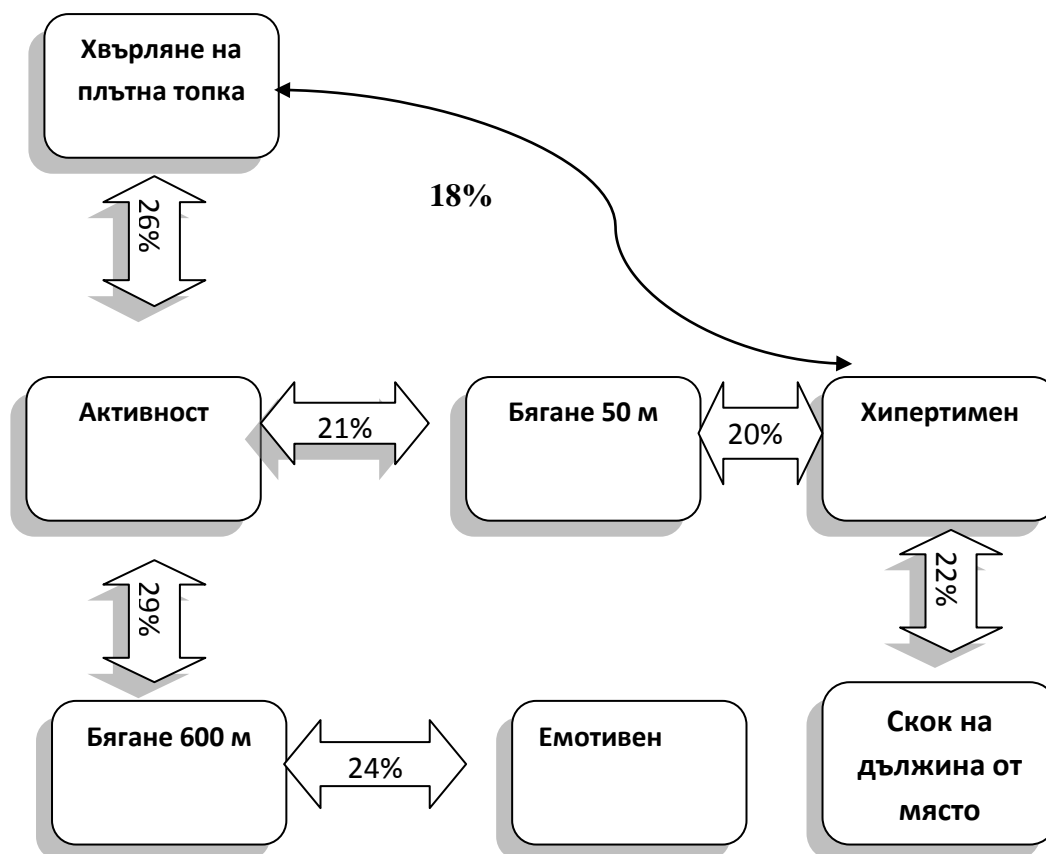 Хвърляне на
плътна топка
18%
26%
Активност
21%
Бягане 50 м
20%
Хипертимен
29%
22%
Бягане 600 м
24%
Емотивен
Скок на
дължина от
място